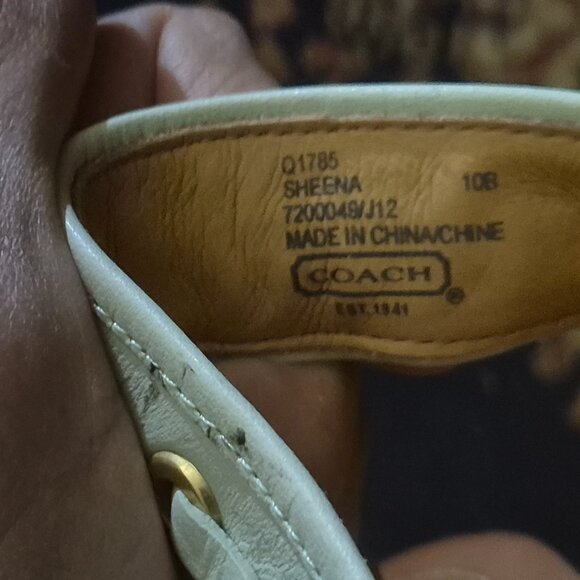 Q1785
SHEENA 10B
7200049/J12
MADE IN CHINA/CHINE
COACH
®
EST. 1941